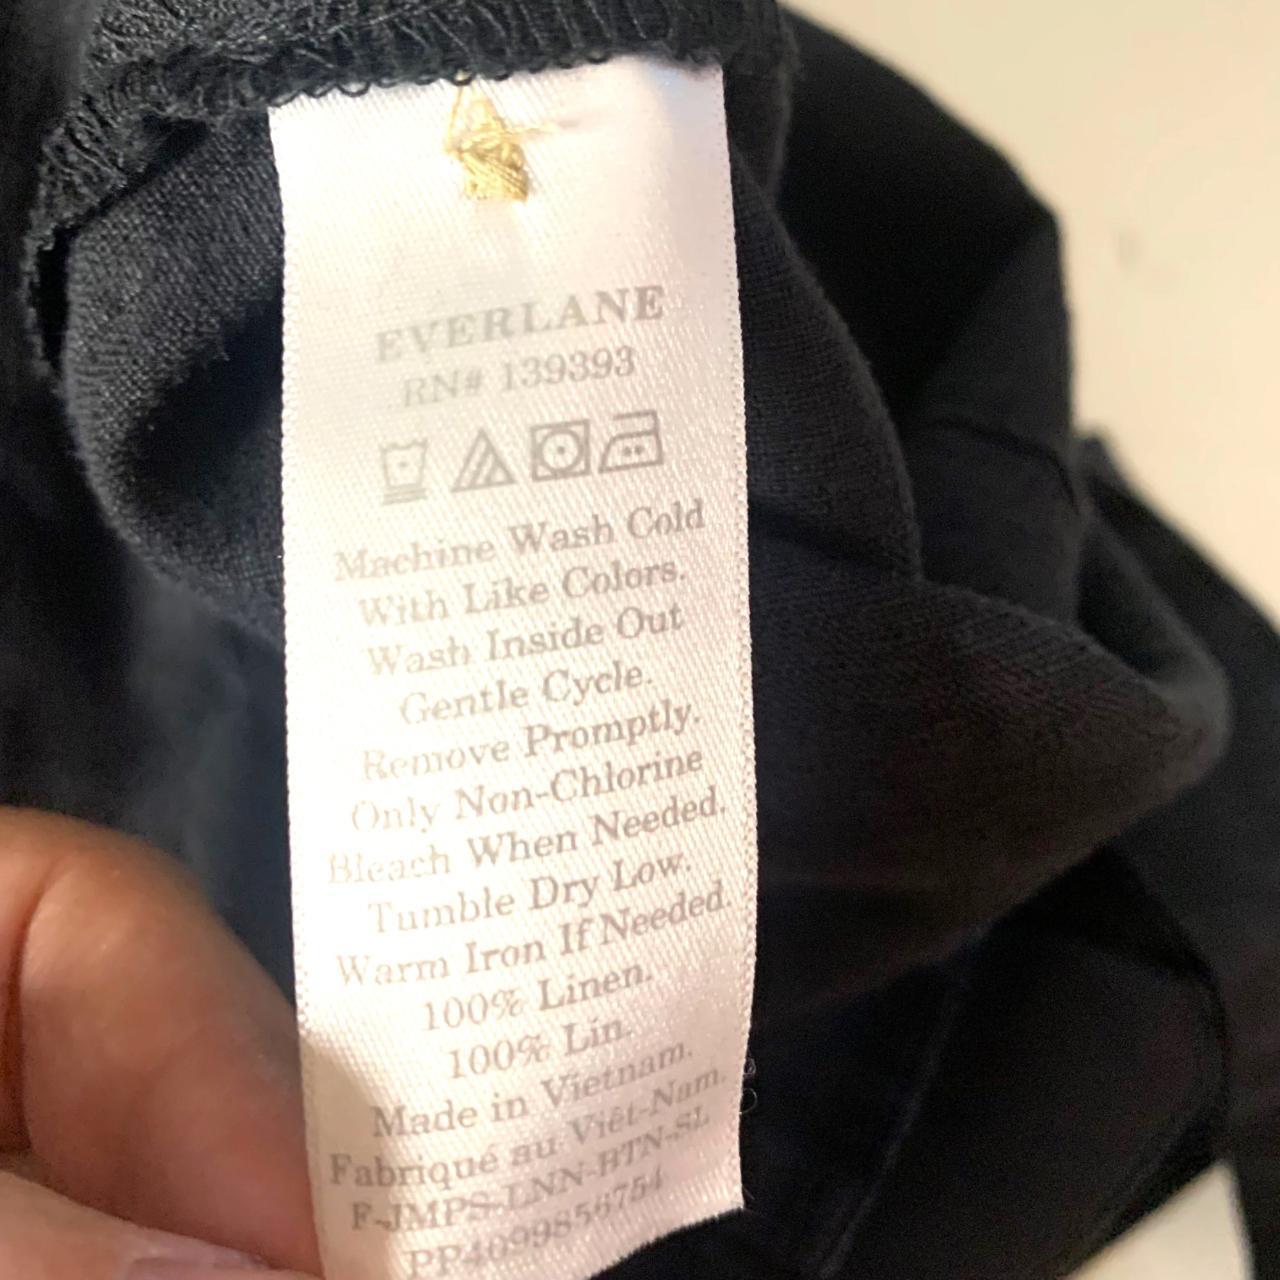 EVERLANE
RN# 139393
Machine Wash Cold
With Like Colors.
Wash Inside Out
Gentle Cycle.
Remove Promptly.
Only Non-Chlorine
Bleach When Needed.
Tumble Dry Low.
Warm Iron If Needed.
100% Linen.
100% Lin.
Made in Vietnam.
Fabriqué au Viêt-Nam.
F-JMPS-LNN-BTN-SL
PP4099856754